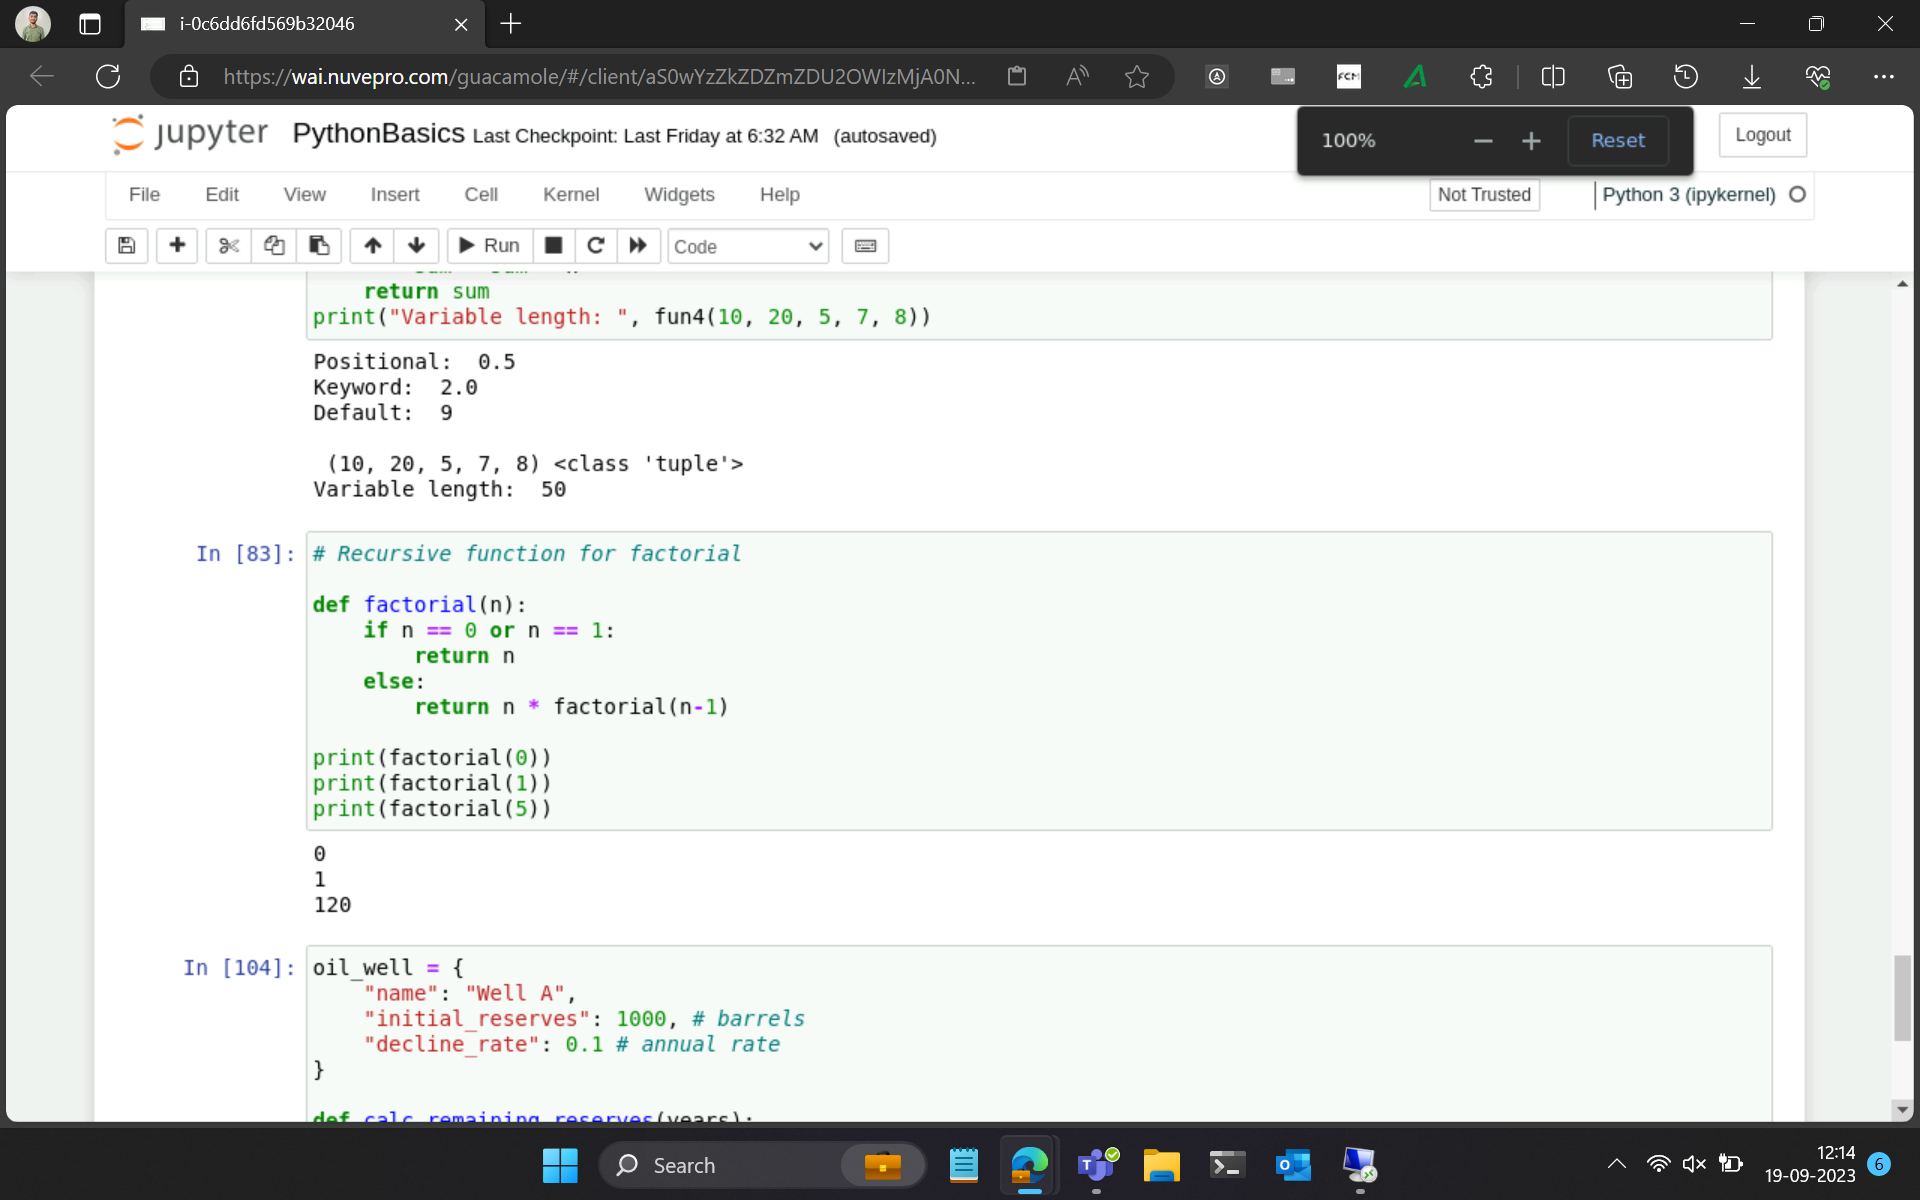 i-0c6dd6fd569b32046
https://wai.nuvepro.com/guacamole/#/client/aS0wYzZkZDZmZDU2OWIzMjA0N...
FCM
jupyter PythonBasics Last Checkpoint: Last Friday at 6:32 AM (autosaved)
100% − + Reset
Logout
File Edit View Insert Cell Kernel Widgets Help
Not Trusted
Python 3 (ipykernel)
Run
Code
return sum
print("Variable length: ", fun4(10, 20, 5, 7, 8))
Positional:  0.5
Keyword:  2.0
Default:  9
(10, 20, 5, 7, 8) <class 'tuple'>
Variable length:  50
In [83]:
# Recursive function for factorial
def factorial(n):
    if n == 0 or n == 1:
        return n
    else:
        return n * factorial(n-1)
print(factorial(0))
print(factorial(1))
print(factorial(5))
0
1
120
In [104]:
oil_well = {
    "name": "Well A",
    "initial_reserves": 1000, # barrels
    "decline_rate": 0.1 # annual rate
}
def calc_remaining_reserves(years):
Search
12:14
19-09-2023
6